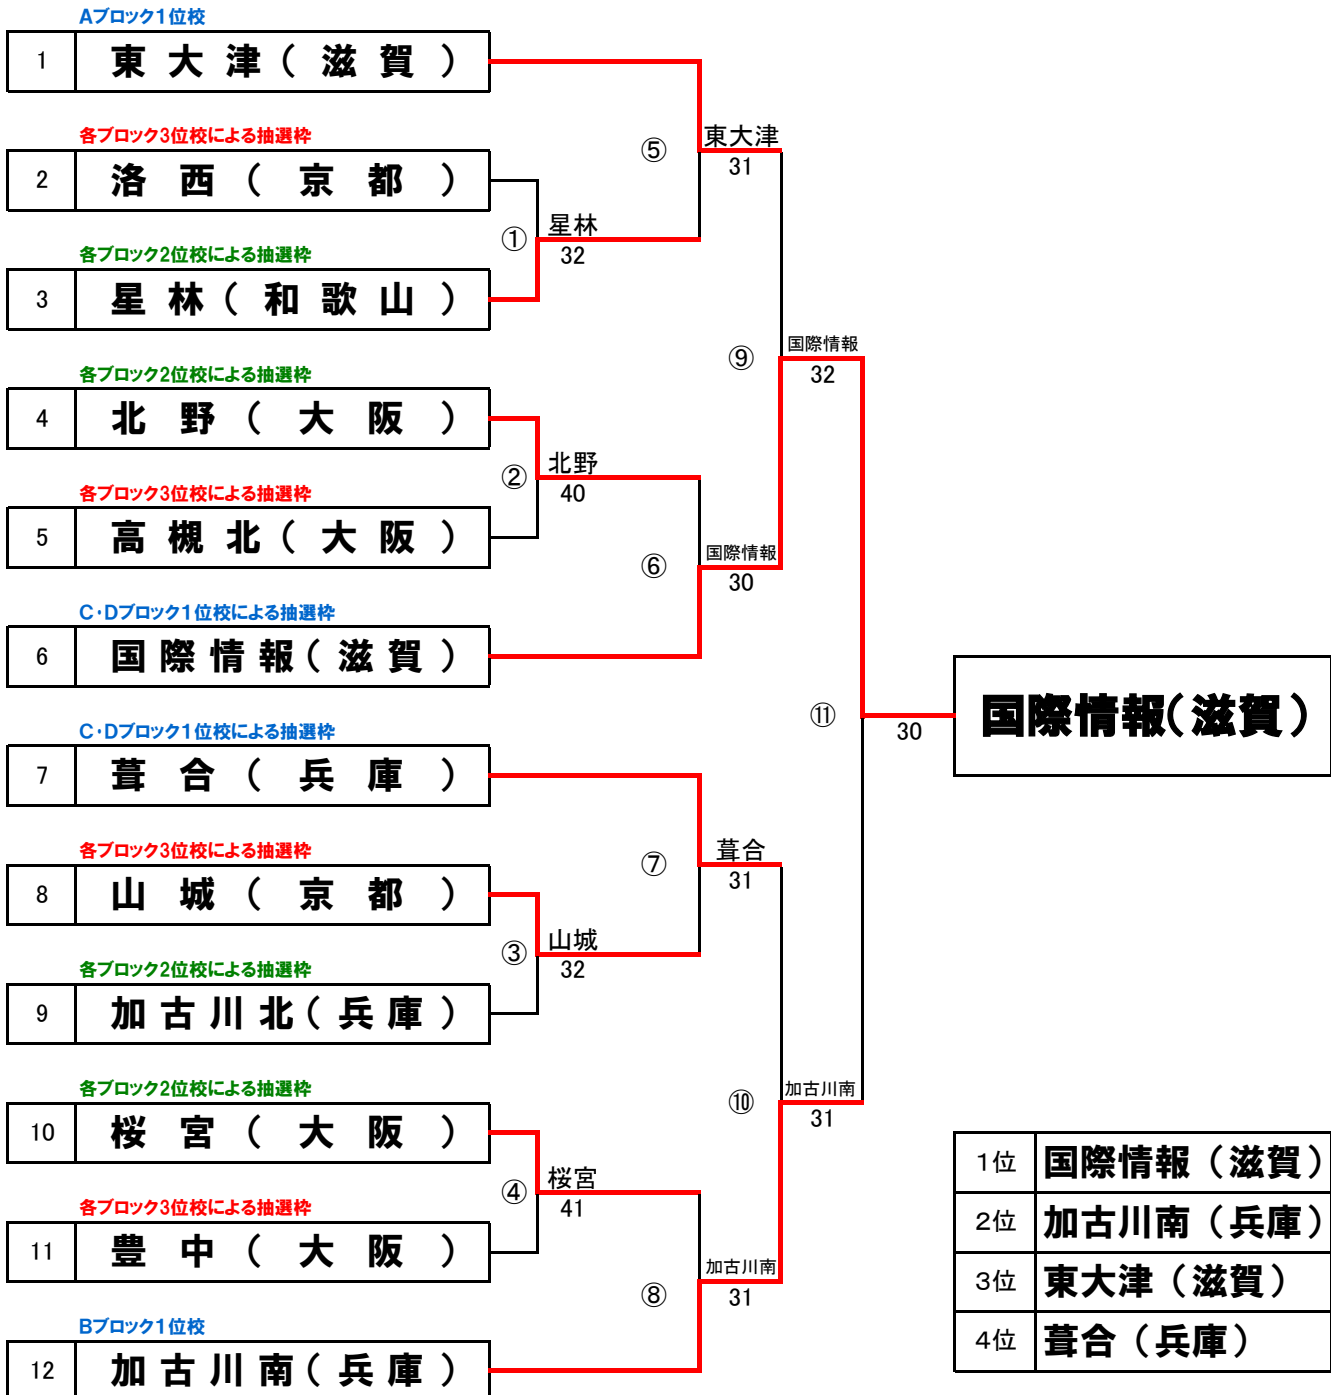 Aブロック1位校
1 東大津(滋賀)
各ブロック3位校による抽選枠
2 洛西(京都)
各ブロック2位校による抽選枠
3 星林(和歌山)
各ブロック2位校による抽選枠
4 北野(大阪)
各ブロック3位校による抽選枠
5 高槻北(大阪)
C・Dブロック1位校による抽選枠
6 国際情報(滋賀)
C・Dブロック1位校による抽選枠
7 葺合(兵庫)
各ブロック3位校による抽選枠
8 山城(京都)
各ブロック2位校による抽選枠
9 加古川北(兵庫)
各ブロック2位校による抽選枠
10 桜宮(大阪)
各ブロック3位校による抽選枠
11 豊中(大阪)
Bブロック1位校
12 加古川南(兵庫)
① 星林
32
② 北野
40
③ 山城
32
④ 桜宮
41
⑤ 東大津
31
⑥ 国際情報
30
⑦ 葺合
31
⑧ 加古川南
31
⑨ 国際情報
32
⑩ 加古川南
31
⑪
30
国際情報(滋賀)
1位 国際情報(滋賀)
2位 加古川南(兵庫)
3位 東大津(滋賀)
4位 葺合(兵庫)